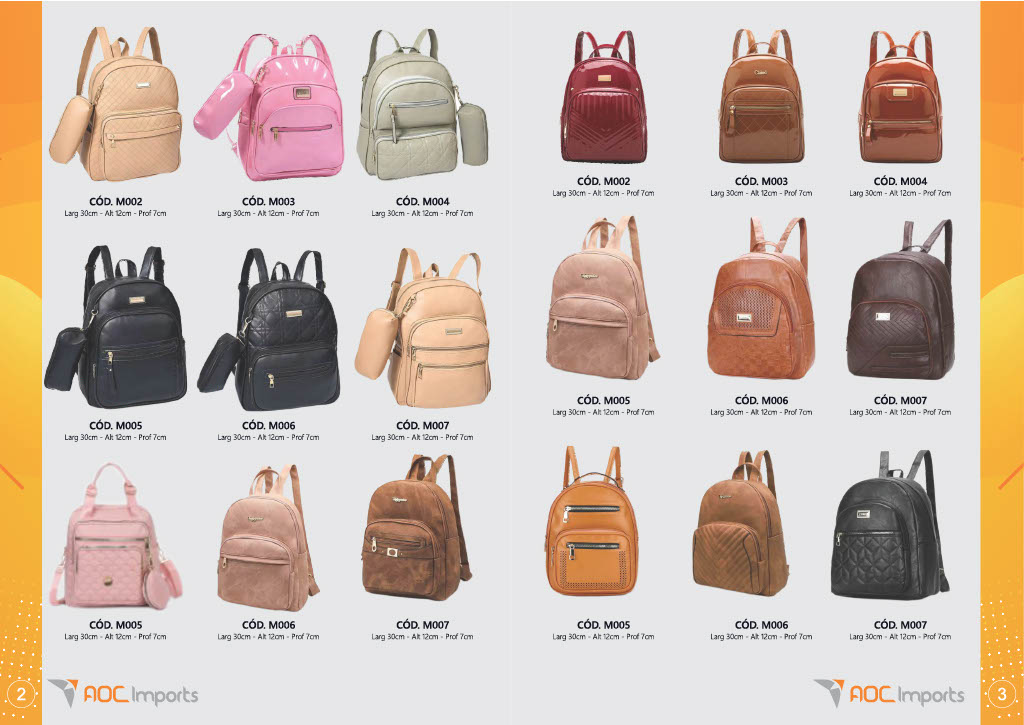 CÓD. M002
Larg 30cm - Alt 12cm - Prof 7cm
CÓD. M003
Larg 30cm - Alt 12cm - Prof 7cm
CÓD. M004
Larg 30cm - Alt 12cm - Prof 7cm
CÓD. M005
Larg 30cm - Alt 12cm - Prof 7cm
CÓD. M006
Larg 30cm - Alt 12cm - Prof 7cm
CÓD. M007
Larg 30cm - Alt 12cm - Prof 7cm
CÓD. M005
Larg 30cm - Alt 12cm - Prof 7cm
CÓD. M006
Larg 30cm - Alt 12cm - Prof 7cm
CÓD. M007
Larg 30cm - Alt 12cm - Prof 7cm
2
AOC Imports
CÓD. M002
Larg 30cm - Alt 12cm - Prof 7cm
CÓD. M003
Larg 30cm - Alt 12cm - Prof 7cm
CÓD. M004
Larg 30cm - Alt 12cm - Prof 7cm
CÓD. M005
Larg 30cm - Alt 12cm - Prof 7cm
CÓD. M006
Larg 30cm - Alt 12cm - Prof 7cm
CÓD. M007
Larg 30cm - Alt 12cm - Prof 7cm
CÓD. M005
Larg 30cm - Alt 12cm - Prof 7cm
CÓD. M006
Larg 30cm - Alt 12cm - Prof 7cm
CÓD. M007
Larg 30cm - Alt 12cm - Prof 7cm
AOC Imports
3